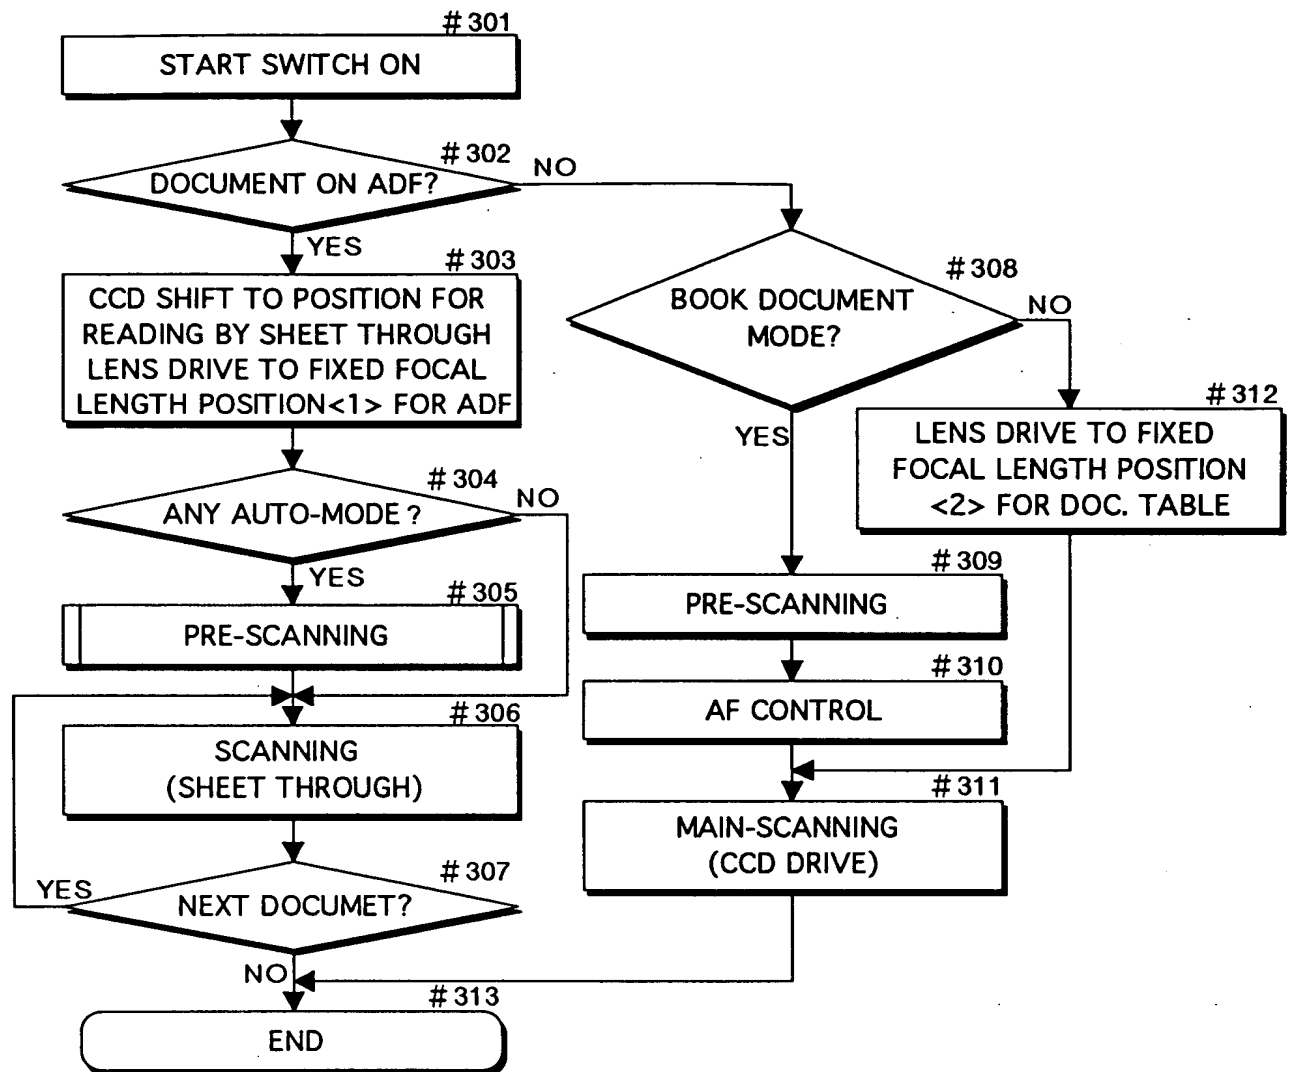 #301
START SWITCH ON
#302
DOCUMENT ON ADF?
NO
YES
#303
CCD SHIFT TO POSITION FOR
READING BY SHEET THROUGH
LENS DRIVE TO FIXED FOCAL
LENGTH POSITION<1> FOR ADF
#304
ANY AUTO-MODE?
NO
YES
#305
PRE-SCANNING
#306
SCANNING
(SHEET THROUGH)
#307
NEXT DOCUMET?
YES
NO
#308
BOOK DOCUMENT
MODE?
NO
YES
#312
LENS DRIVE TO FIXED
FOCAL LENGTH POSITION
<2> FOR DOC. TABLE
#309
PRE-SCANNING
#310
AF CONTROL
#311
MAIN-SCANNING
(CCD DRIVE)
#313
END